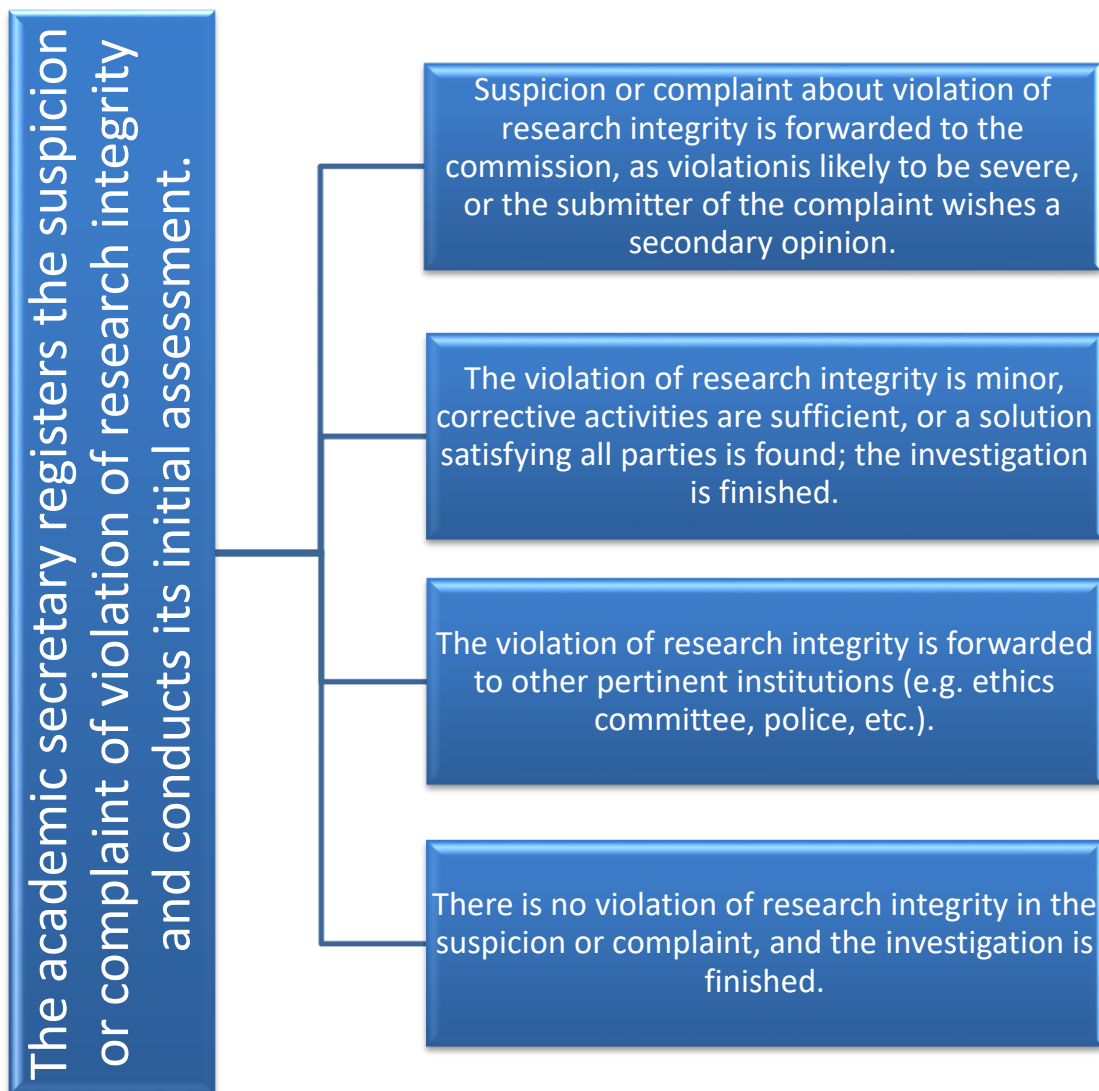 The academic secretary registers the suspicion
or complaint of violation of research integrity
and conducts its initial assessment.
Suspicion or complaint about violation of
research integrity is forwarded to the
commission, as violationis likely to be severe,
or the submitter of the complaint wishes a
secondary opinion.
The violation of research integrity is minor,
corrective activities are sufficient, or a solution
satisfying all parties is found; the investigation
is finished.
The violation of research integrity is forwarded
to other pertinent institutions (e.g. ethics
committee, police, etc.).
There is no violation of research integrity in the
suspicion or complaint, and the investigation is
finished.